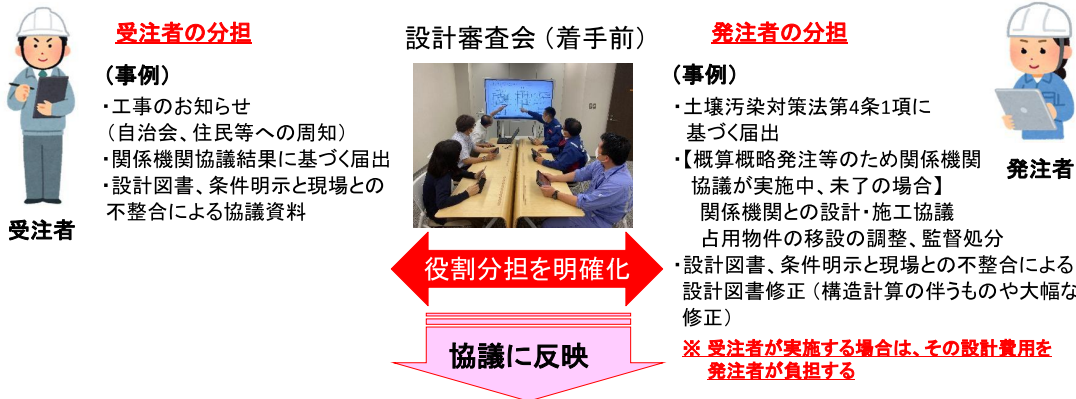 受注者の分担
(事例)
・工事のお知らせ
(自治会、住民等への周知)
・関係機関協議結果に基づく届出
・設計図書、条件明示と現場との
不整合による協議資料
受注者
設計審査会(着手前)
役割分担を明確化
協議に反映
発注者の分担
(事例)
・土壌汚染対策法第4条1項に
基づく届出
・【概算概略発注等のため関係機関
協議が実施中、未了の場合】
関係機関との設計・施工協議
占用物件の移設の調整、監督処分
・設計図書、条件明示と現場との不整合による
設計図書修正(構造計算の伴うものや大幅な
修正)
※ 受注者が実施する場合は、その設計費用を
発注者が負担する
発注者